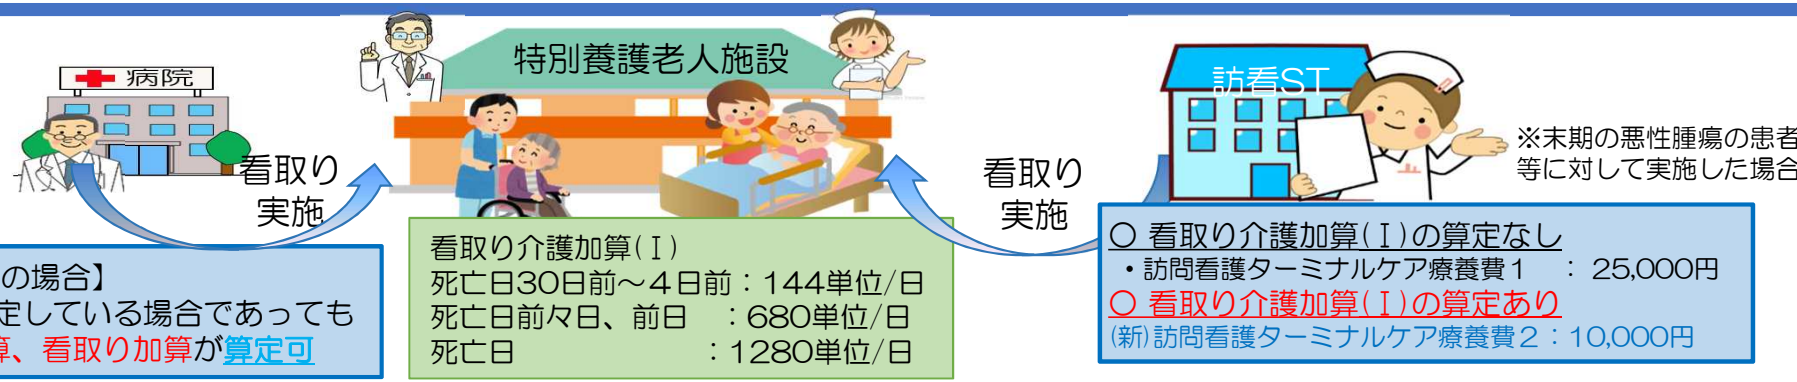 病院
看取り
実施
の場合】
定している場合であっても
算、看取り加算が算定可
特別養護老人施設
看取り介護加算(Ⅰ)
死亡日30日前～４日前：144単位/日
死亡日前々日、前日　：680単位/日
死亡日　　　　　　　：1280単位/日
看取り
実施
訪看ST
※末期の悪性腫瘍の患者
等に対して実施した場合
〇 看取り介護加算(Ⅰ)の算定なし
・訪問看護ターミナルケア療養費１　：25,000円
〇 看取り介護加算(Ⅰ)の算定あり
(新)訪問看護ターミナルケア療養費２：10,000円